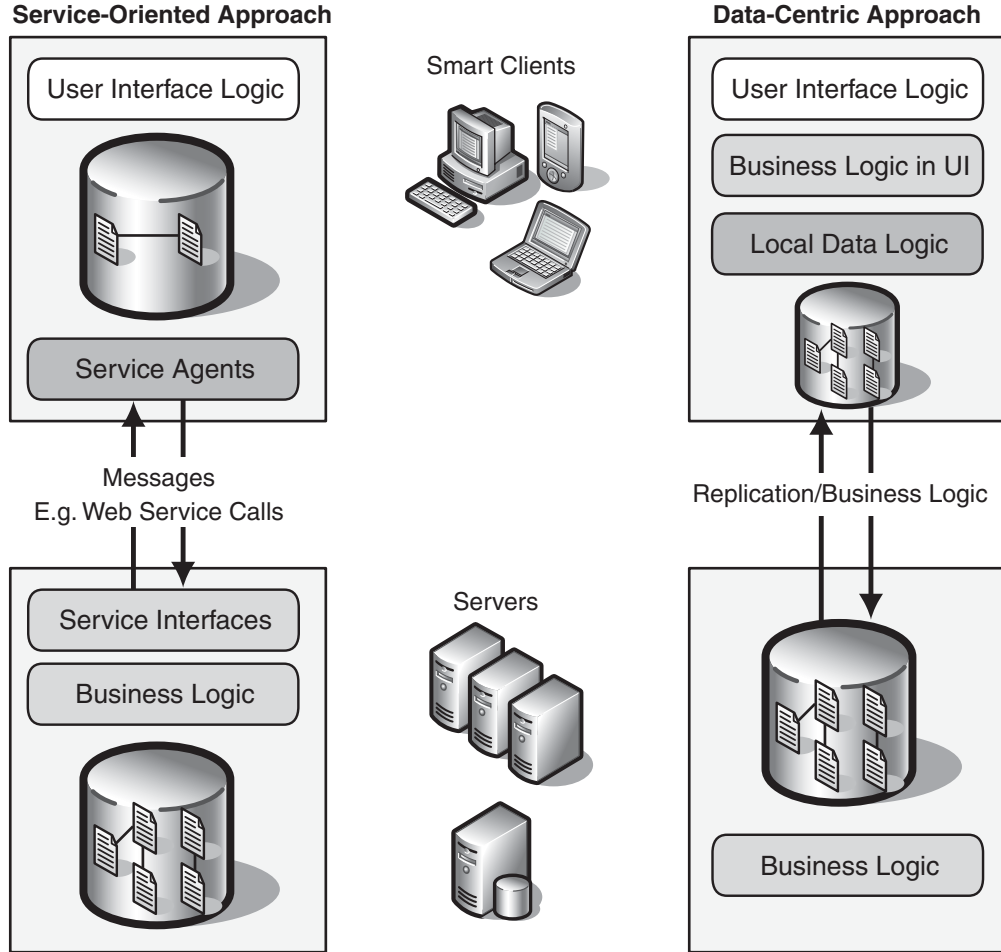 Service-Oriented Approach
User Interface Logic
Service Agents
Messages
E.g. Web Service Calls
Service Interfaces
Business Logic
Smart Clients
Servers
Data-Centric Approach
User Interface Logic
Business Logic in UI
Local Data Logic
Replication/Business Logic
Business Logic